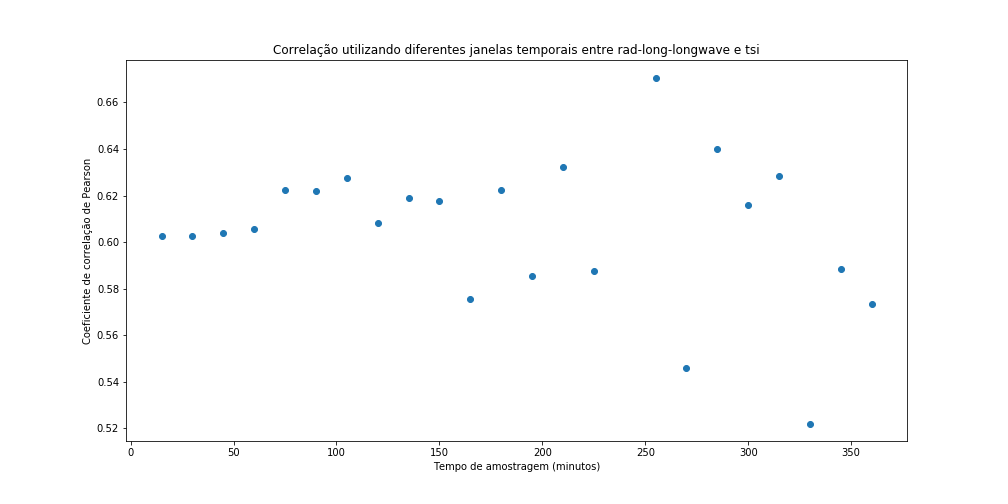 Correlação utilizando diferentes janelas temporais entre rad-long-longwave e tsi
Coeficiente de correlação de Pearson
0.66
0.64
0.62
0.60
0.58
0.56
0.54
0.52
0 50 100 150 200 250 300 350
Tempo de amostragem (minutos)